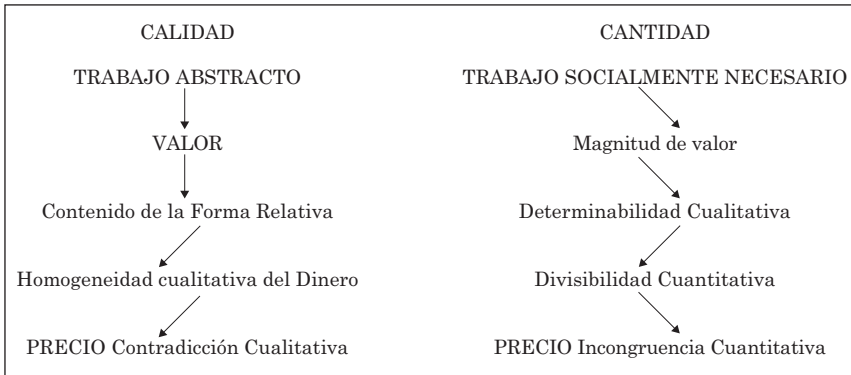 CALIDAD
CANTIDAD
TRABAJO ABSTRACTO
TRABAJO SOCIALMENTE NECESARIO
VALOR
Magnitud de valor
Contenido de la Forma Relativa
Determinabilidad Cualitativa
Homogeneidad cualitativa del Dinero
Divisibilidad Cuantitativa
PRECIO Contradicción Cualitativa
PRECIO Incongruencia Cuantitativa